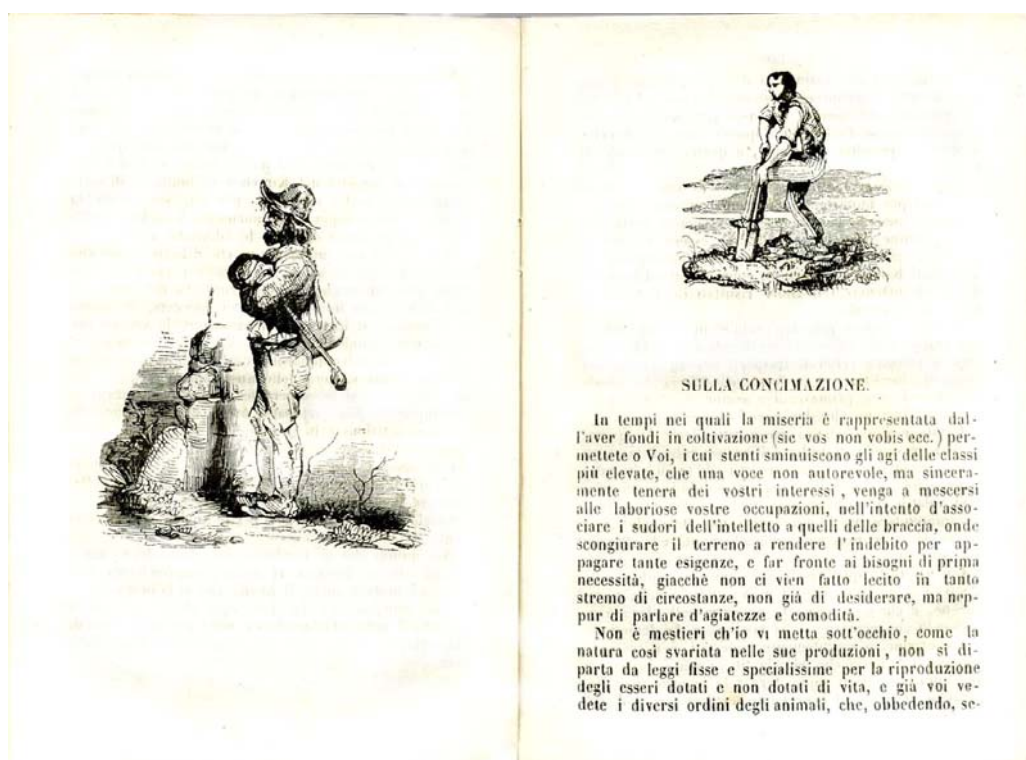 SULLA CONCIMAZIONE.
In tempi nei quali la miseria è rappresentata dal-
l'aver fondi in coltivazione (sic vos non vobis ecc.) per-
mettete o Voi, i cui stenti sminuiscono gli agi delle classi
più elevate, che una voce non autorevole, ma sincera-
mente tenera dei vostri interessi, venga a mescersi
alle laboriose vostre occupazioni, nell'intento d'asso-
ciare i sudori dell'intelletto a quelli delle braccia, onde
scongiurare il terreno a rendere l'indebito per ap-
pagare tante esigenze, e far fronte ai bisogni di prima
necessità, giacchè non ci vien fatto lecito in tanto
stremo di circostanze, non già di desiderare, ma nep-
pur di parlare d'agiatezze e comodità.
Non è mestieri ch'io vi metta sott'occhio, come la
natura così svariata nelle sue produzioni, non si di-
parta da leggi fisse e specialissime per la riproduzione
degli esseri dotati e non dotati di vita, e già voi ve-
dete i diversi ordini degli animali, che, obbedendo, se-